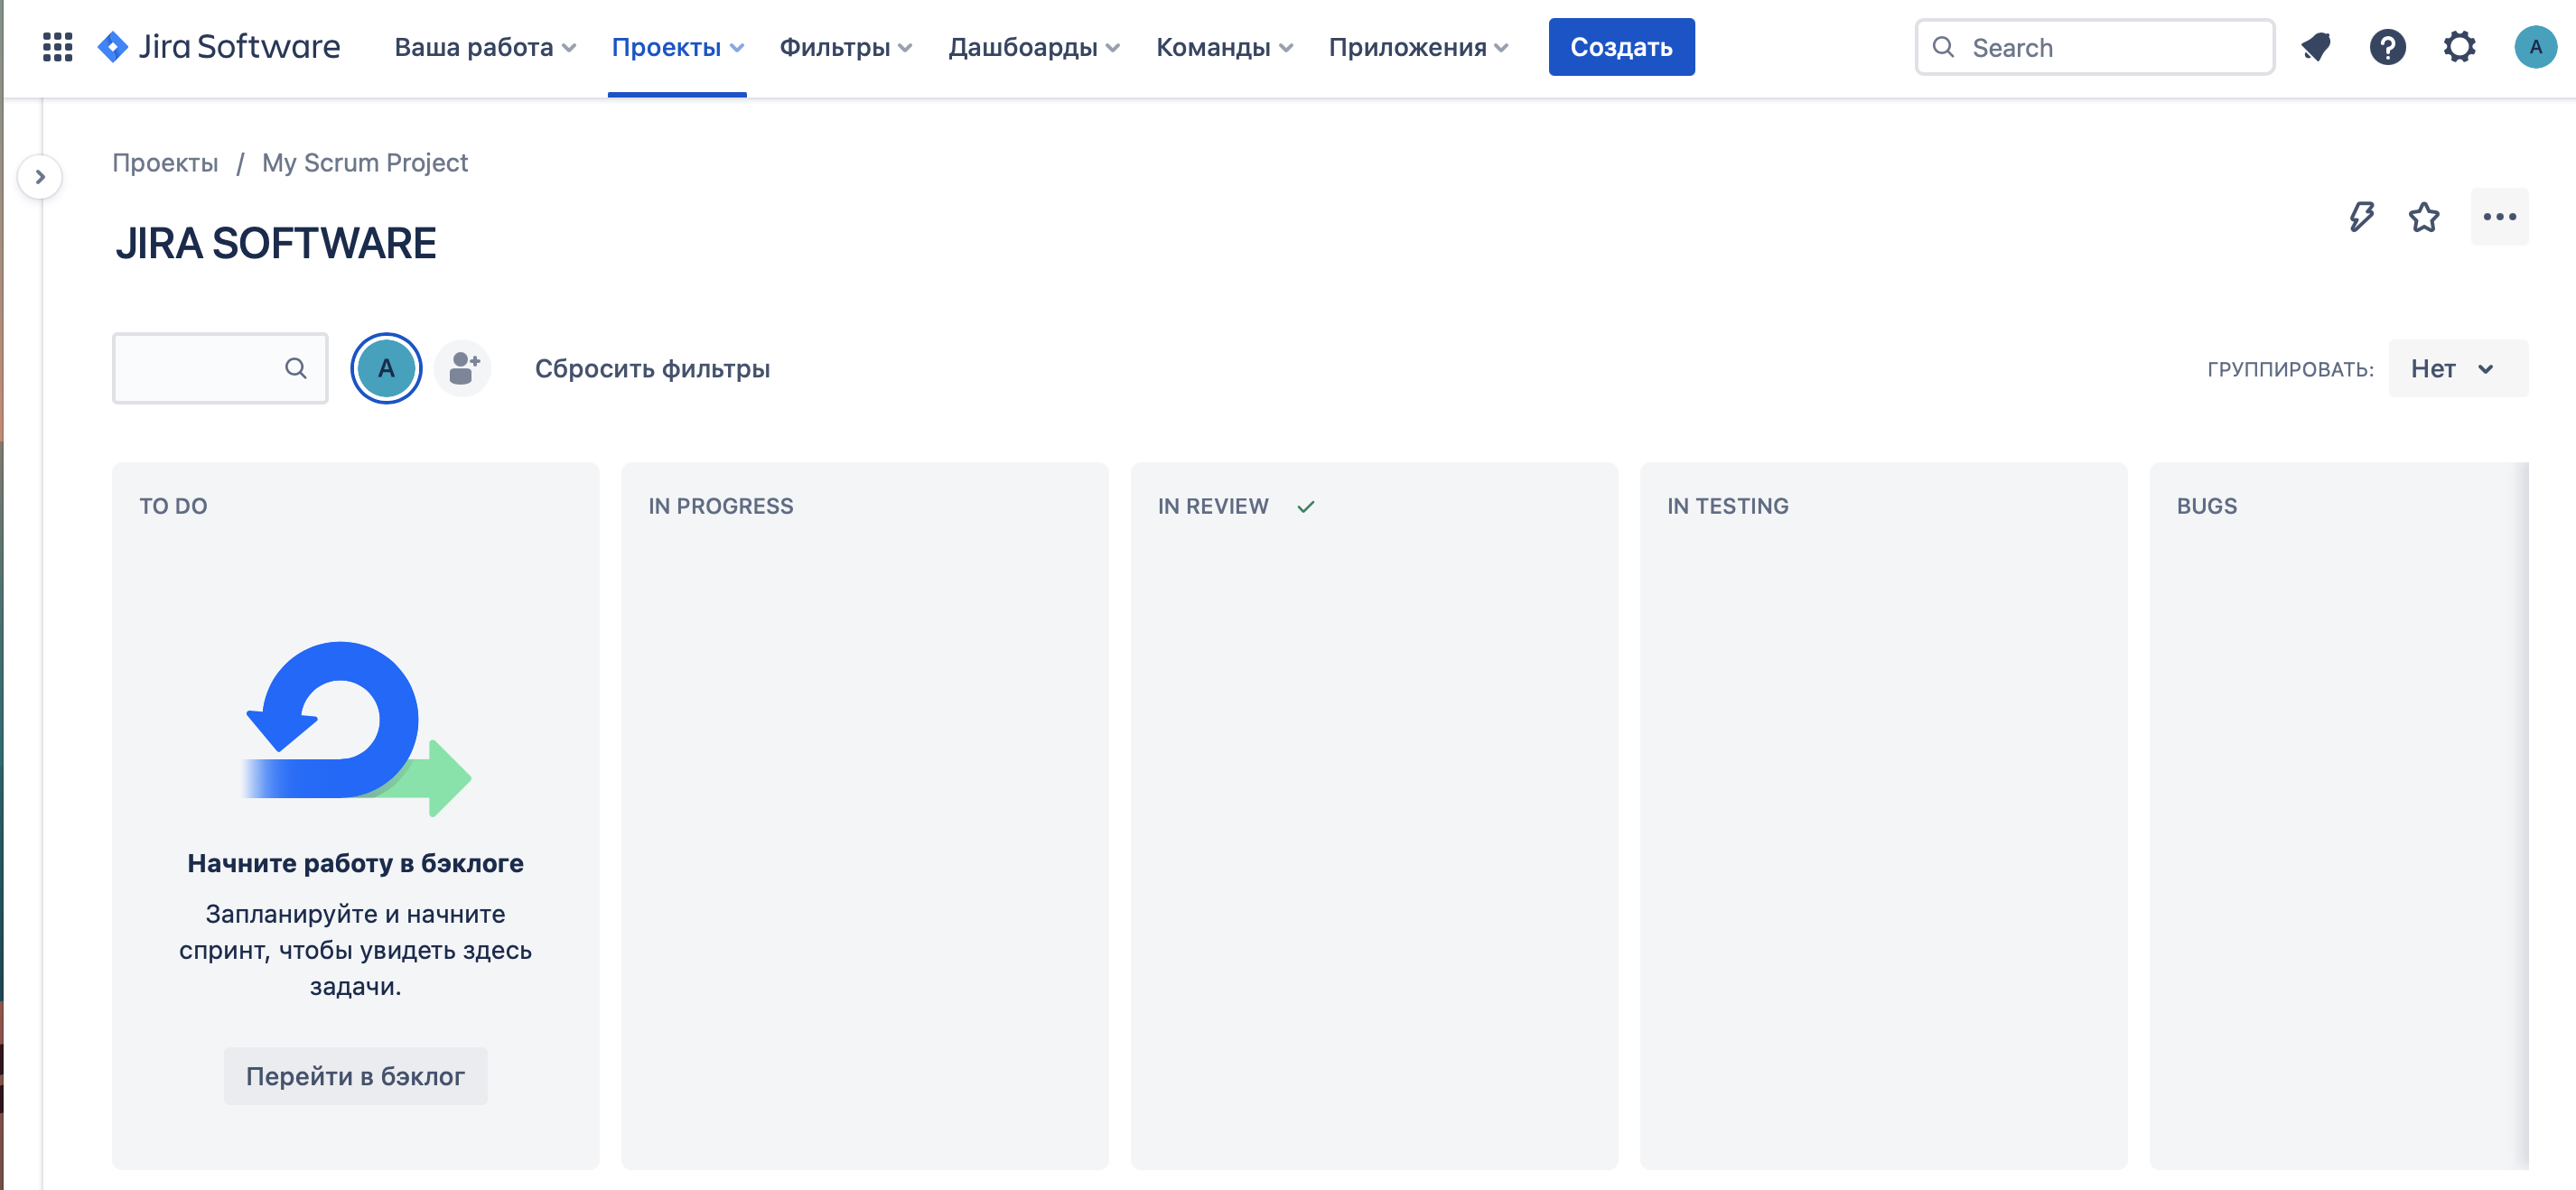 Jira Software Ваша работа Проекты Фильтры Дашборды Команды Приложения Создать Search A
Проекты / My Scrum Project
JIRA SOFTWARE
A Сбросить фильтры ГРУППИРОВАТЬ: Нет
TO DO IN PROGRESS IN REVIEW IN TESTING BUGS
Начните работу в бэклоге
Запланируйте и начните
спринт, чтобы увидеть здесь
задачи.
Перейти в бэклог